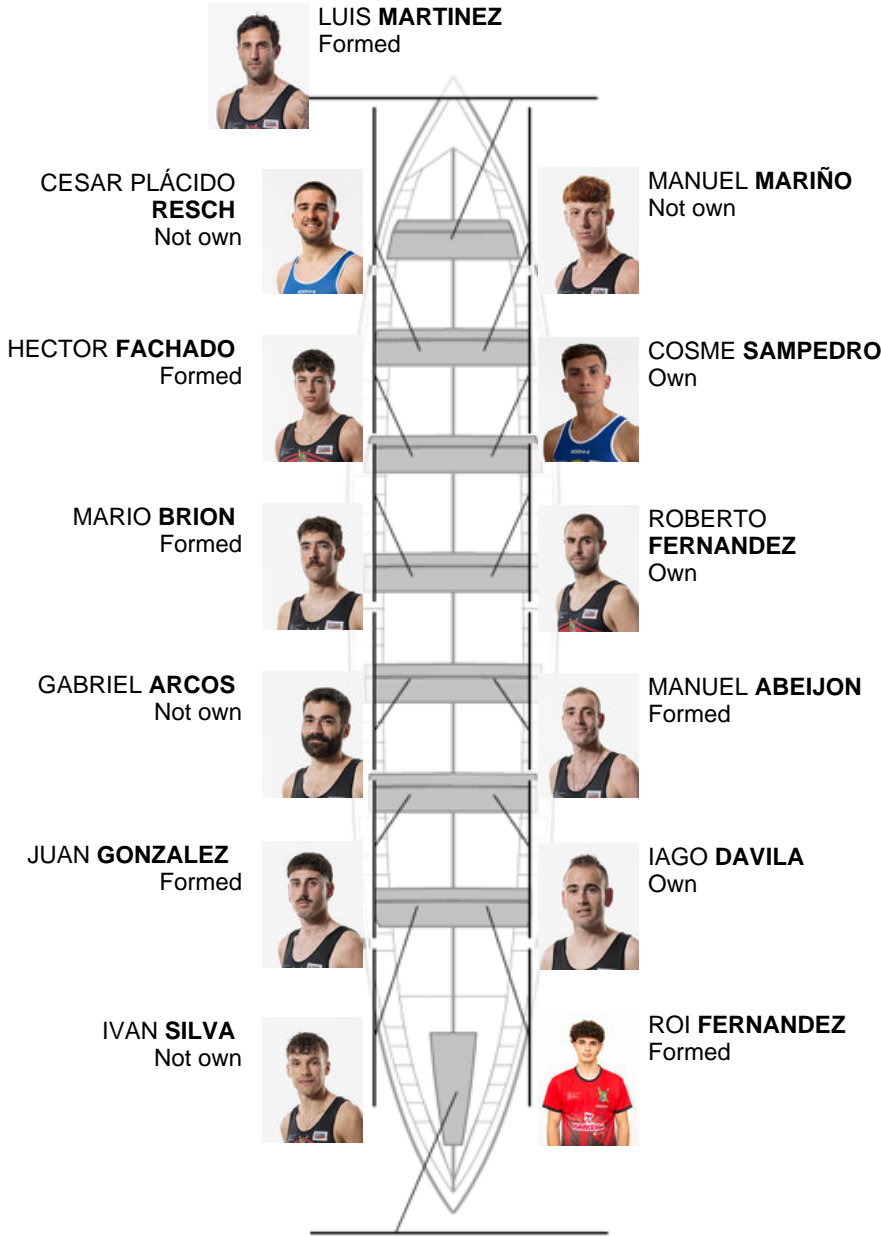 LUIS MARTINEZ
Formed
CESAR PLÁCIDO
RESCH
Not own
MANUEL MARIÑO
Not own
HECTOR FACHADO
Formed
COSME SAMPEDRO
Own
MARIO BRION
Formed
ROBERTO
FERNANDEZ
Own
GABRIEL ARCOS
Not own
MANUEL ABEIJON
Formed
JUAN GONZALEZ
Formed
IAGO DAVILA
Own
IVAN SILVA
Not own
ROI FERNANDEZ
Formed